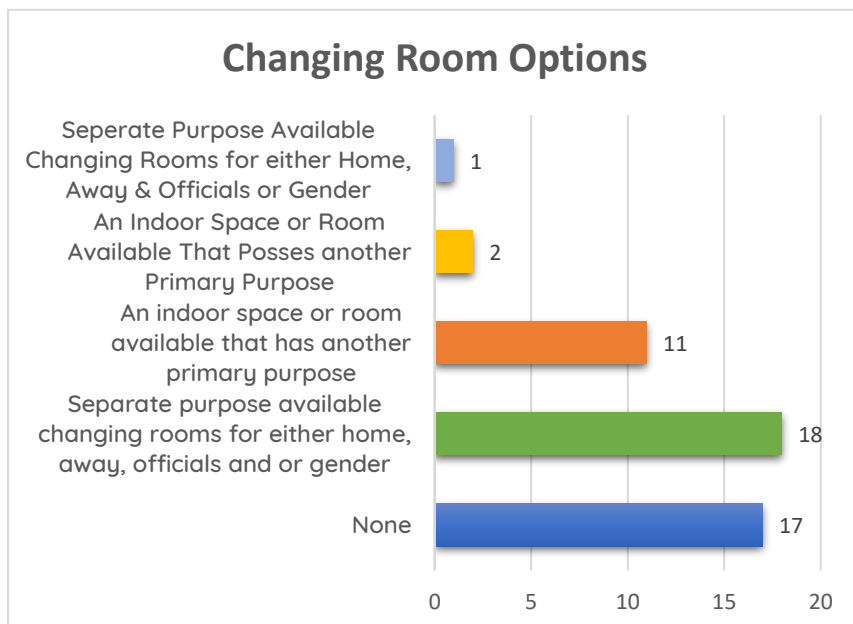 Changing Room Options
Seperate Purpose Available
Changing Rooms for either Home,
Away & Officials or Gender
1
An Indoor Space or Room
Available That Posses another
Primary Purpose
2
An indoor space or room
available that has another
primary purpose
11
Separate purpose available
changing rooms for either home,
away, officials and or gender
18
None
17
0 5 10 15 20